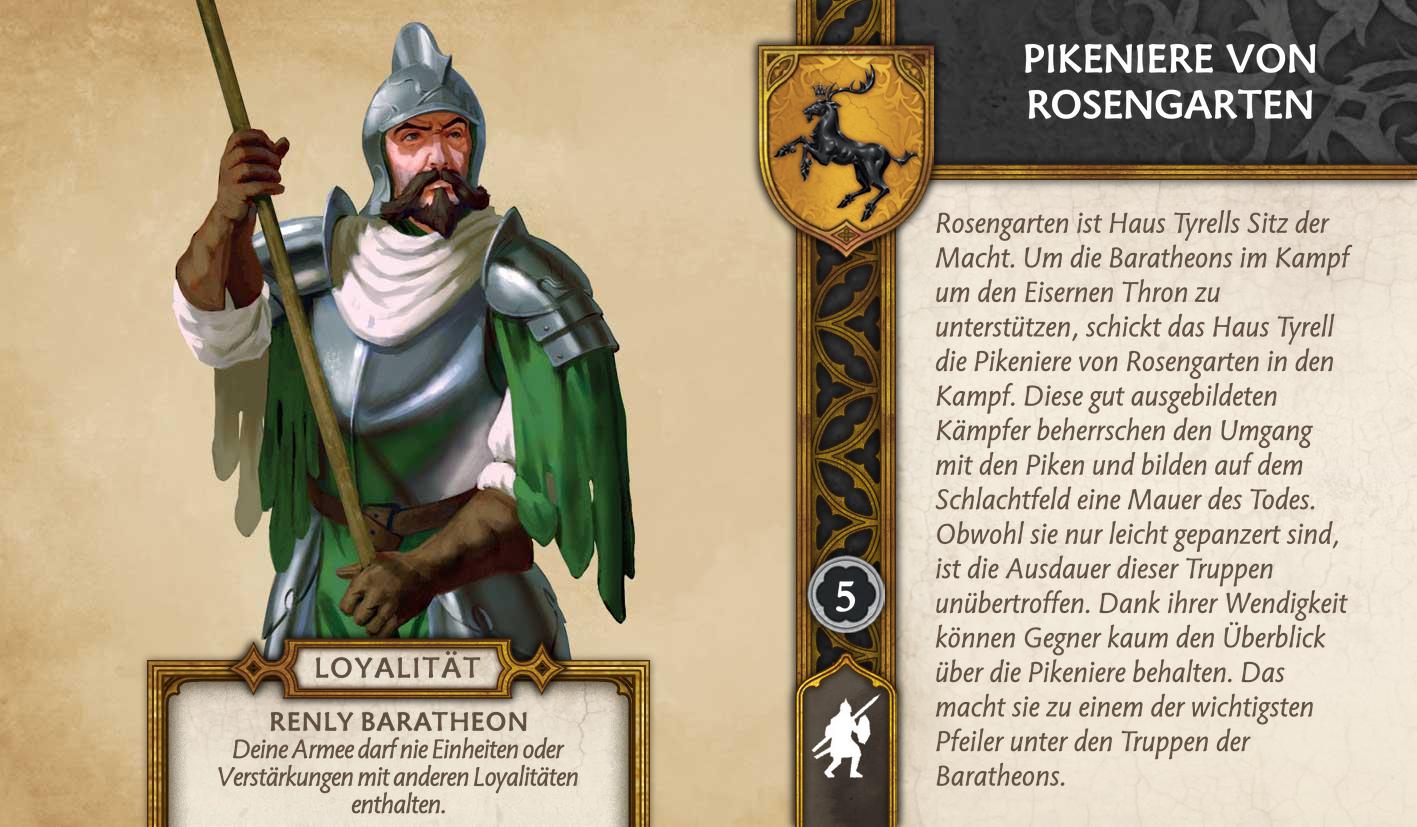 PIKENIERE VON
ROSENGARTEN
Rosengarten ist Haus Tyrells Sitz der
Macht. Um die Baratheons im Kampf
um den Eisernen Thron zu
unterstützen, schickt das Haus Tyrell
die Pikeniere von Rosengarten in den
Kampf. Diese gut ausgebildeten
Kämpfer beherrschen den Umgang
mit den Piken und bilden auf dem
Schlachtfeld eine Mauer des Todes.
Obwohl sie nur leicht gepanzert sind,
ist die Ausdauer dieser Truppen
unübertroffen. Dank ihrer Wendigkeit
können Gegner kaum den Überblick
über die Pikeniere behalten. Das
macht sie zu einem der wichtigsten
Pfeiler unter den Truppen der
Baratheons.
5
LOYALITÄT
RENLY BARATHEON
Deine Armee darf nie Einheiten oder
Verstärkungen mit anderen Loyalitäten
enthalten.